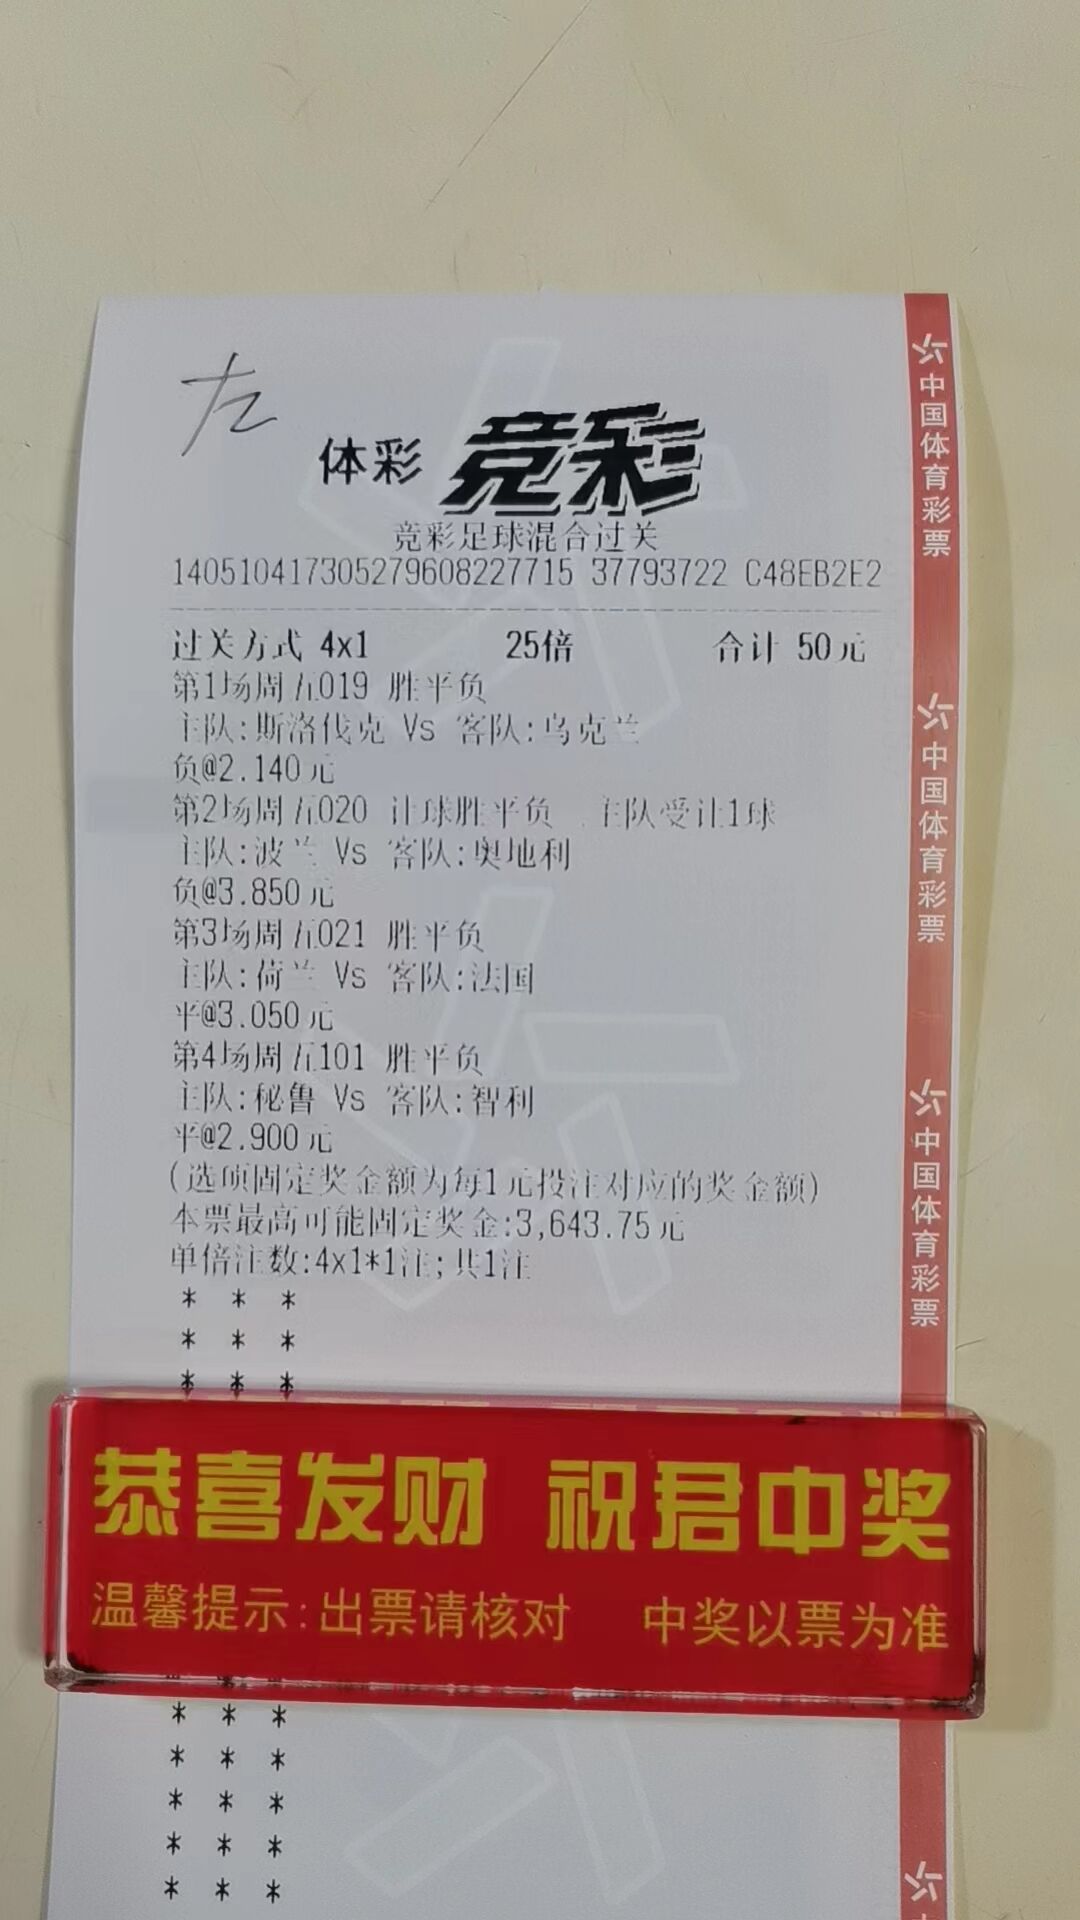 左
体彩 竞彩
竞彩足球混合过关
140510417305279608227715 37793722 C48EB2E2
过关方式 4x1 25倍 合计 50元
第1场周五019 胜平负
主队:斯洛伐克 Vs 客队:乌克兰
负@2.140元
第2场周五020 让球胜平负 主队受让1球
主队:波兰 Vs 客队:奥地利
负@3.850元
第3场周五021 胜平负
主队:荷兰 Vs 客队:法国
平@3.050元
第4场周五101 胜平负
主队:秘鲁 Vs 客队:智利
平@2.900元
(选项固定奖金额为每1元投注对应的奖金额)
本票最高可能固定奖金:3,643.75元
单倍注数:4x1*1注;共1注
* * *
* * *
* * *
恭喜发财 祝君中奖
温馨提示:出票请核对 中奖以票为准
* * *
* * *
* * *
* * *
* * *
中国体育彩票
中国体育彩票
中国体育彩票